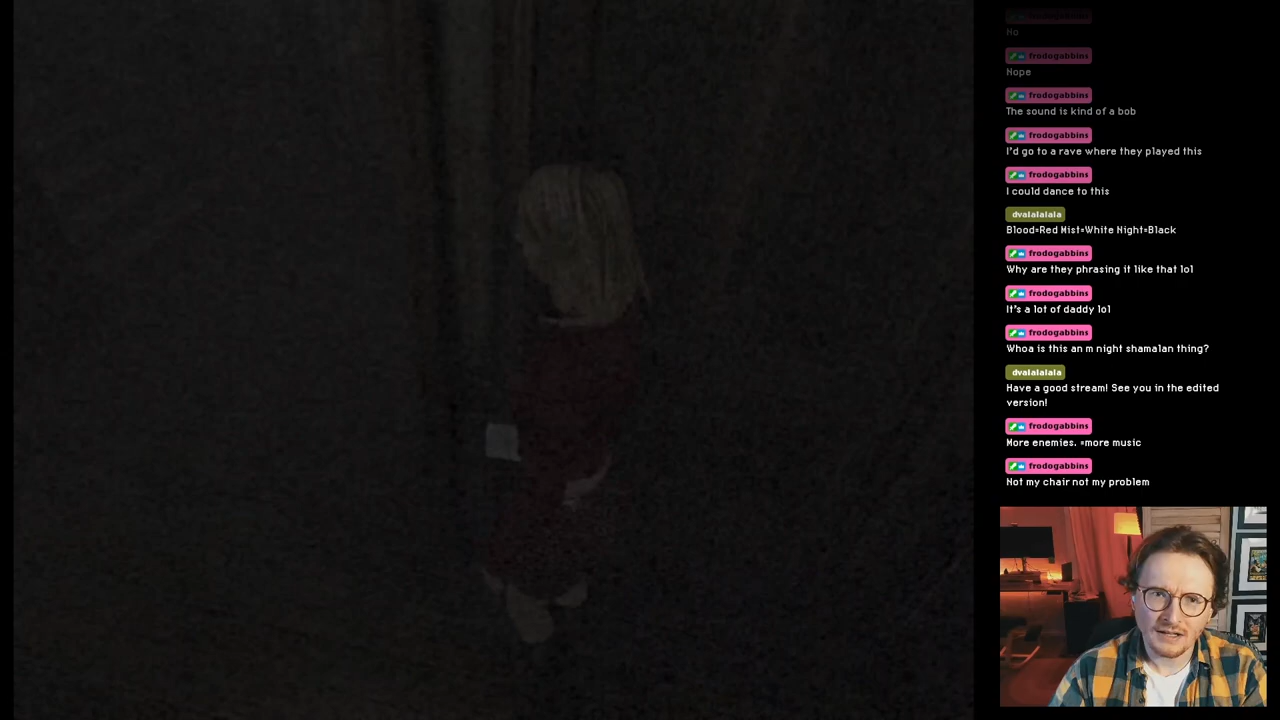 No
frodogabbins
Nope
frodogabbins
The sound is kind of a bob
frodogabbins
I'd go to a rave where they played this
frodogabbins
I could dance to this
dvalalalala
Blood=Red Mist=White Night=Black
frodogabbins
Why are they phrasing it like that lol
frodogabbins
It's a lot of daddy lol
frodogabbins
Whoa is this an m night shamalan thing?
dvalalalala
Have a good stream! See you in the edited
version!
frodogabbins
More enemies. =more music
frodogabbins
Not my chair not my problem